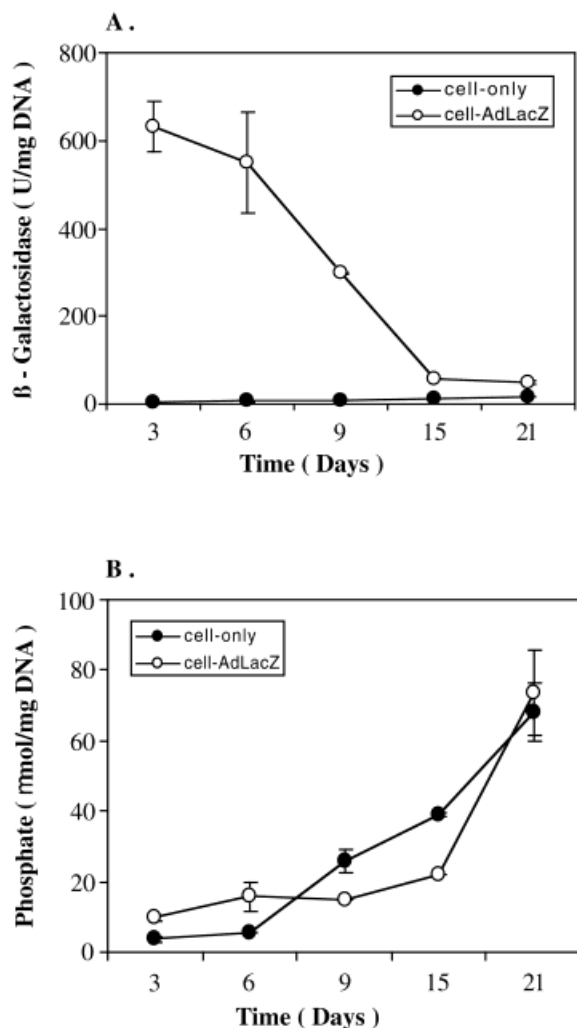 A .
800
600
400
200
0
ß - Galactosidase ( U/mg DNA )
cell-only
cell-AdLacZ
3 6 9 15 21
Time ( Days )
B .
100
80
60
40
20
0
Phosphate ( mmol/mg DNA )
cell-only
cell-AdLacZ
3 6 9 15 21
Time ( Days )